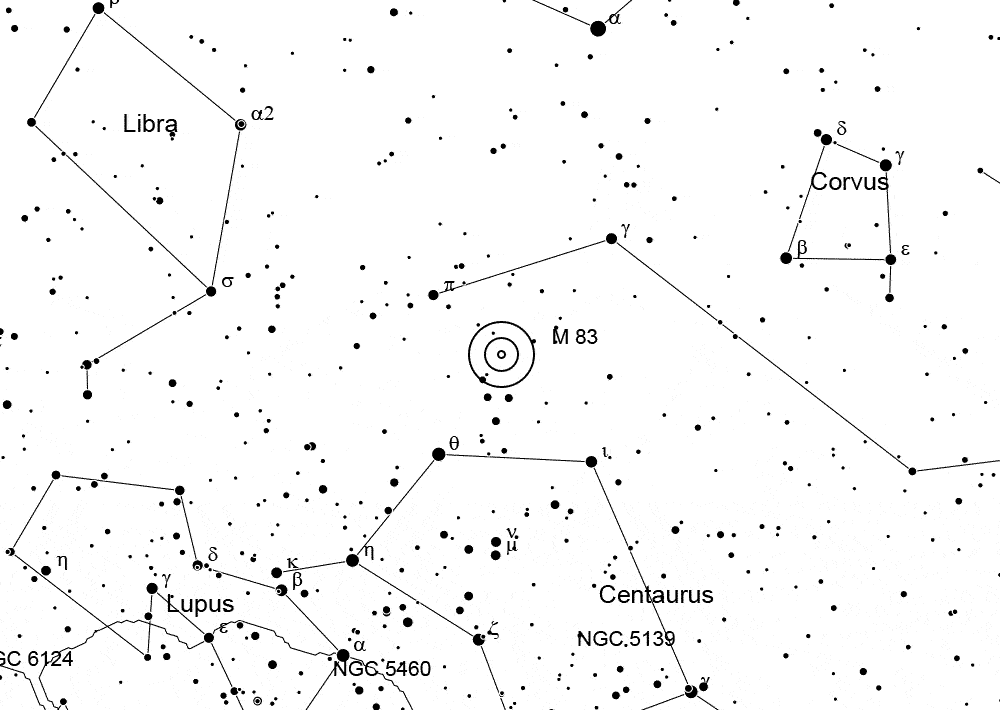 β
α
α2
Libra
δ
γ
Corvus
γ
β
ε
σ
π
M 83
θ
ι
ν
μ
η
δ
κ
η
β
γ
Lupus
Centaurus
ε
ζ
NGC 5139
α
GC 6124
NGC 5460
γ